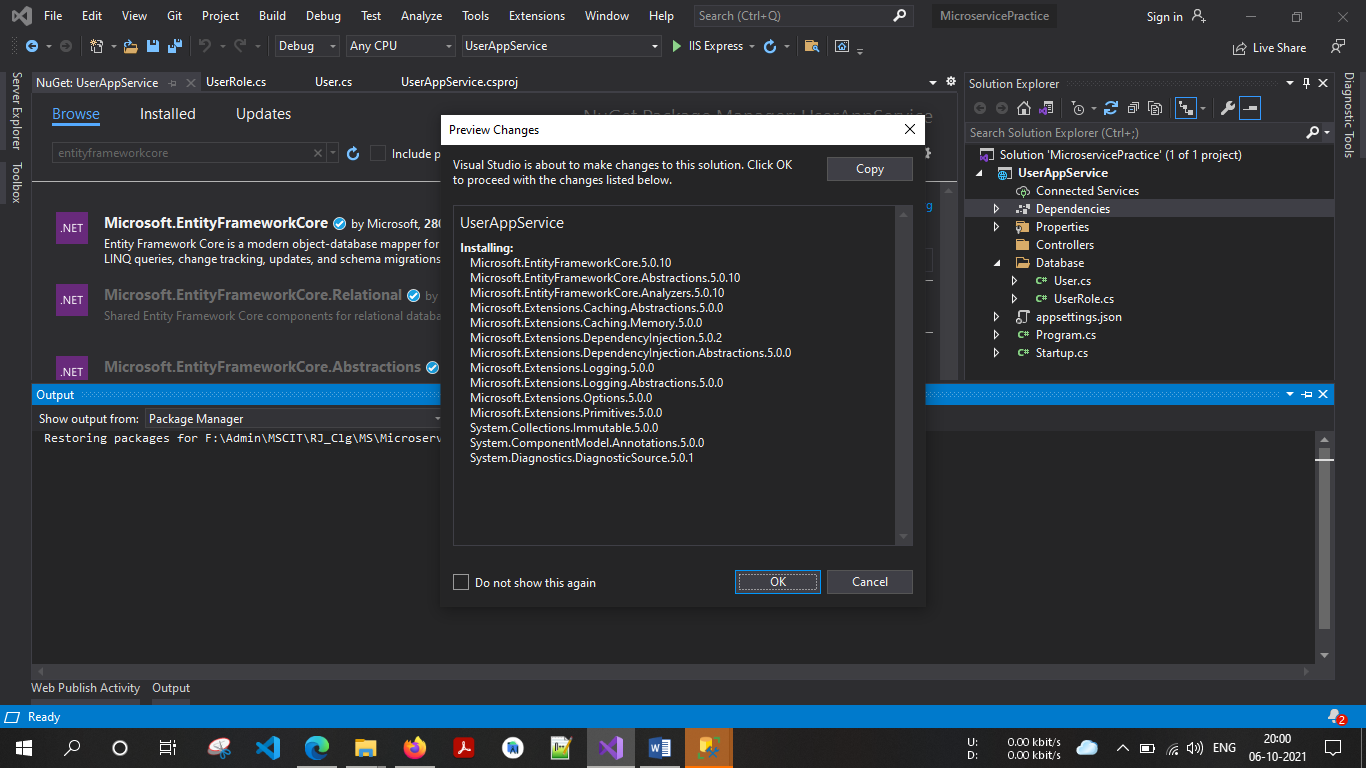 File Edit View Git Project Build Debug Test Analyze Tools Extensions Window Help Search (Ctrl+Q) MicroservicePractice Sign in
Debug Any CPU UserAppService IIS Express Live Share
Server Explorer
Toolbox
NuGet: UserAppService UserRole.cs User.cs UserAppService.csproj
Browse Installed Updates
NuGet Package Manager: UserAppService
entityframeworkcore Include p
.NET
Microsoft.EntityFrameworkCore by Microsoft, 280
Entity Framework Core is a modern object-database mapper for
LINQ queries, change tracking, updates, and schema migrations
.NET
Microsoft.EntityFrameworkCore.Relational by
Shared Entity Framework Core components for relational databa
.NET
Microsoft.EntityFrameworkCore.Abstractions
Preview Changes
Visual Studio is about to make changes to this solution. Click OK
to proceed with the changes listed below.
Copy
UserAppService
Installing:
Microsoft.EntityFrameworkCore.5.0.10
Microsoft.EntityFrameworkCore.Abstractions.5.0.10
Microsoft.EntityFrameworkCore.Analyzers.5.0.10
Microsoft.Extensions.Caching.Abstractions.5.0.0
Microsoft.Extensions.Caching.Memory.5.0.0
Microsoft.Extensions.DependencyInjection.5.0.2
Microsoft.Extensions.DependencyInjection.Abstractions.5.0.0
Microsoft.Extensions.Logging.5.0.0
Microsoft.Extensions.Logging.Abstractions.5.0.0
Microsoft.Extensions.Options.5.0.0
Microsoft.Extensions.Primitives.5.0.0
System.Collections.Immutable.5.0.0
System.ComponentModel.Annotations.5.0.0
System.Diagnostics.DiagnosticSource.5.0.1
Do not show this again OK Cancel
Solution Explorer
Search Solution Explorer (Ctrl+;)
Solution 'MicroservicePractice' (1 of 1 project)
UserAppService
Connected Services
Dependencies
Properties
Controllers
Database
C# User.cs
C# UserRole.cs
appsettings.json
C# Program.cs
C# Startup.cs
Diagnostic Tools
Output
Show output from: Package Manager
Restoring packages for F:\Admin\MSCIT\RJ_Clg\MS\Microserv
Web Publish Activity Output
Ready 2
U: 0.00 kbit/s
D: 0.00 kbit/s
ENG
20:00
06-10-2021